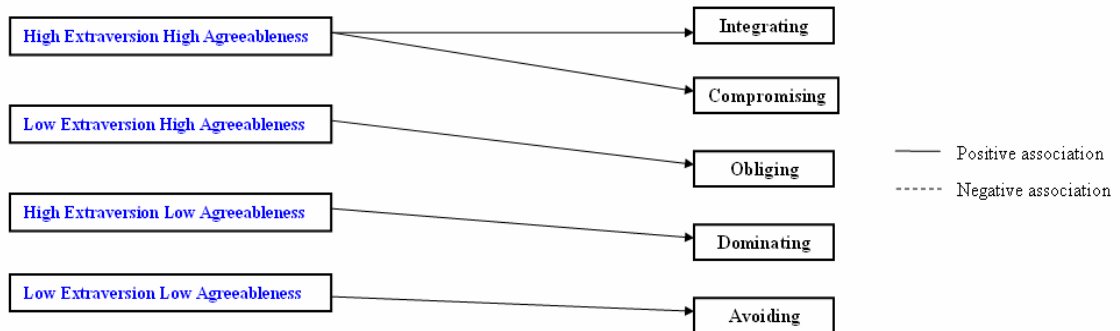 High Extraversion High Agreeableness
Integrating
Compromising
Low Extraversion High Agreeableness
Obliging
Positive association
Negative association
High Extraversion Low Agreeableness
Dominating
Low Extraversion Low Agreeableness
Avoiding